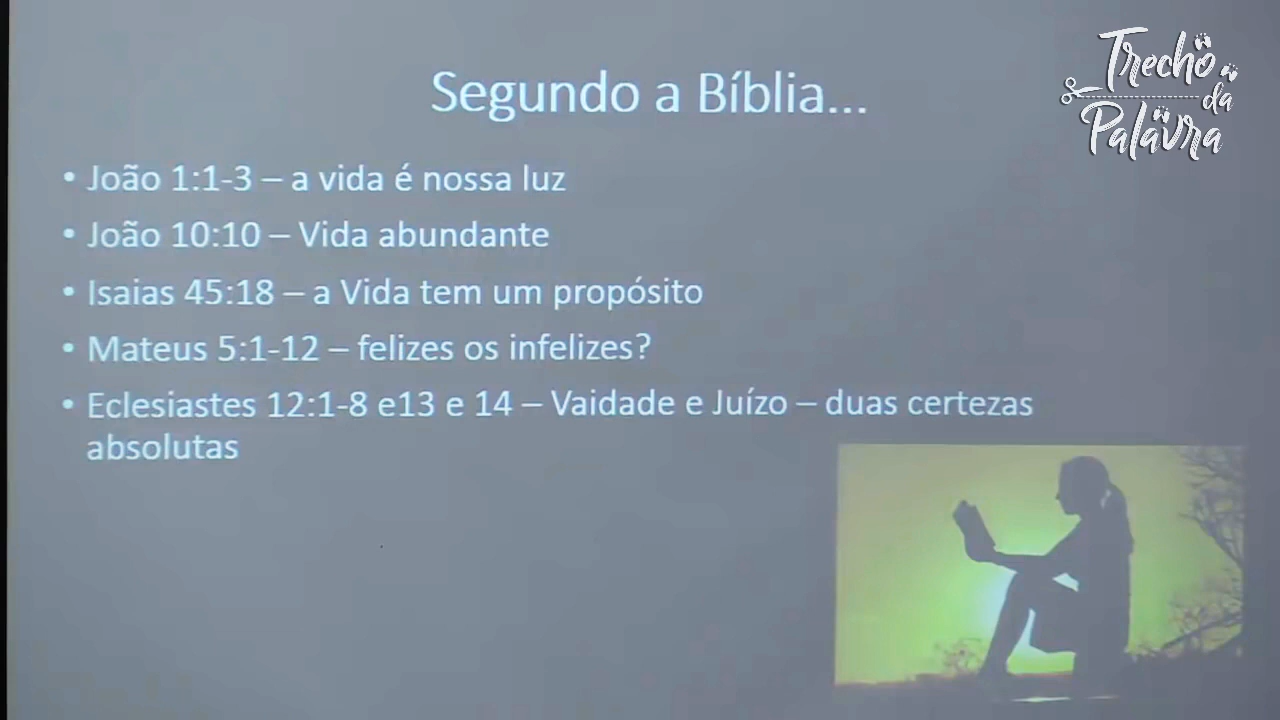 Segundo a Bíblia...
Trecho
da
Palavra
• João 1:1-3 – a vida é nossa luz
• João 10:10 – Vida abundante
• Isaias 45:18 – a Vida tem um propósito
• Mateus 5:1-12 – felizes os infelizes?
• Eclesiastes 12:1-8 e13 e 14 – Vaidade e Juízo – duas certezas
absolutas